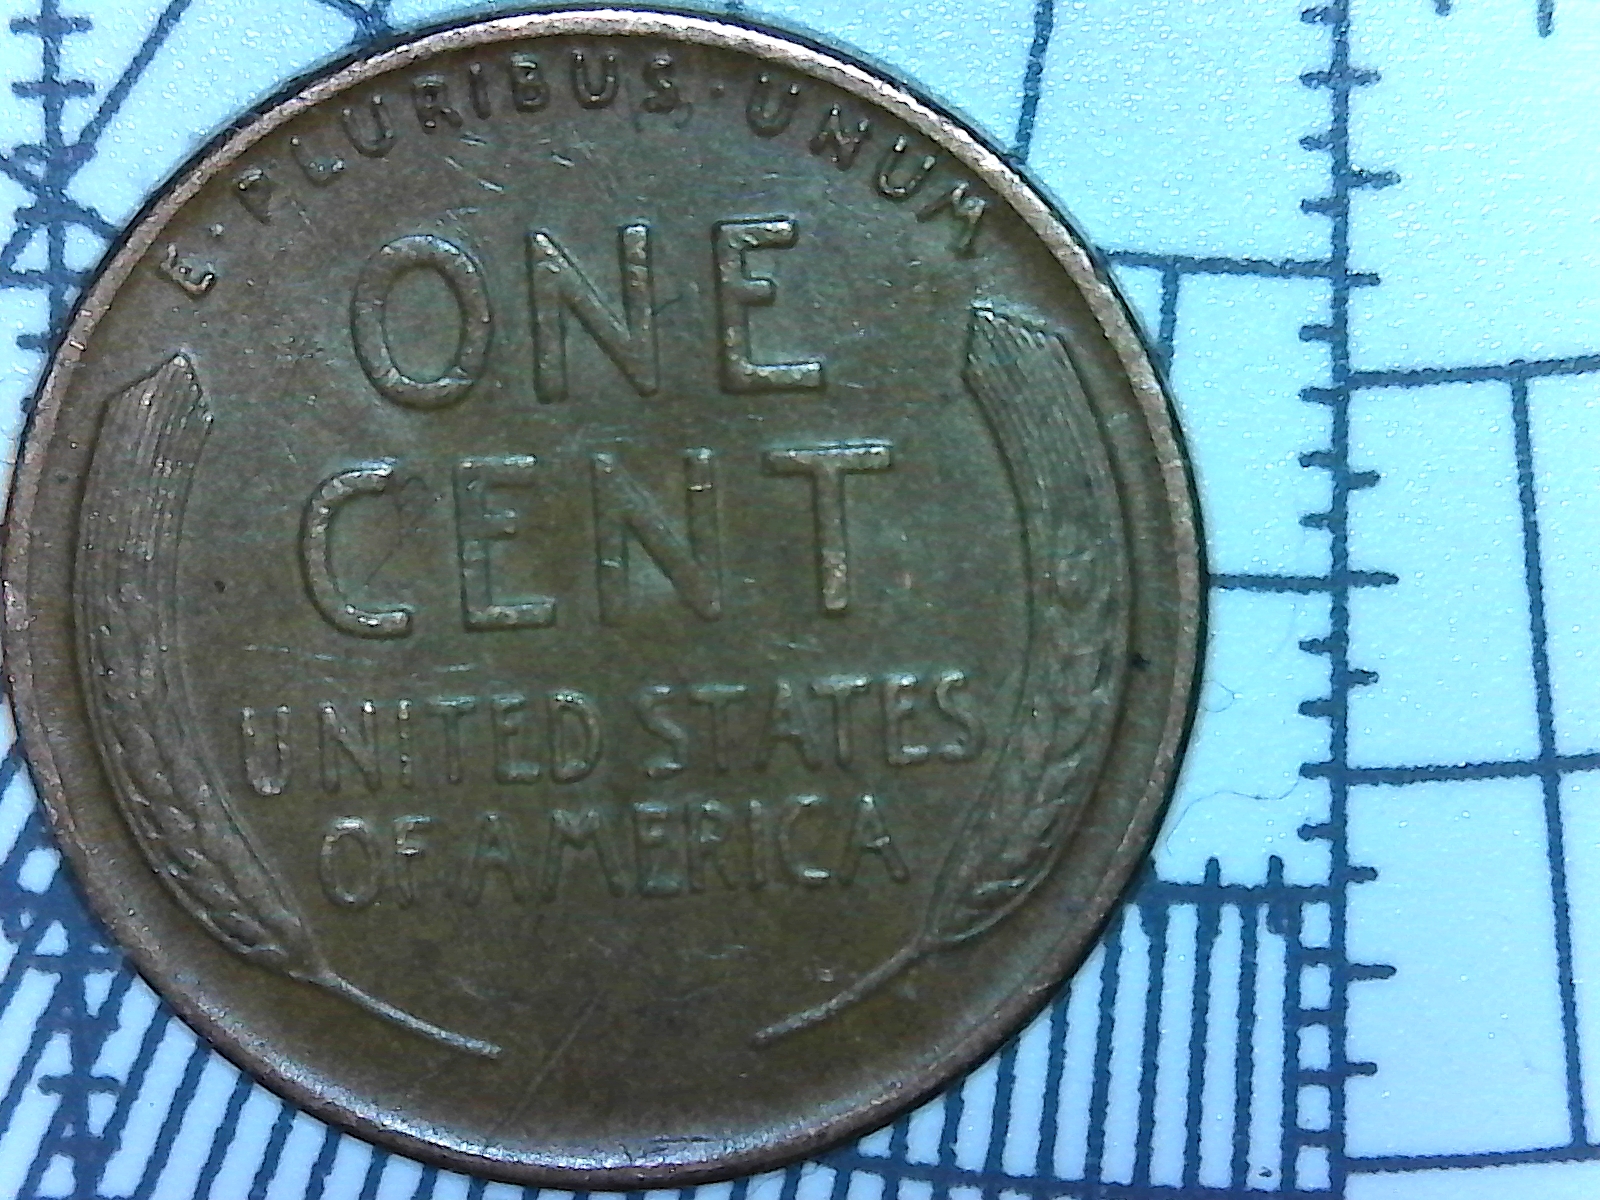 E·PLURIBUS·UNUM
ONE
CENT
UNITED STATES
OF AMERICA